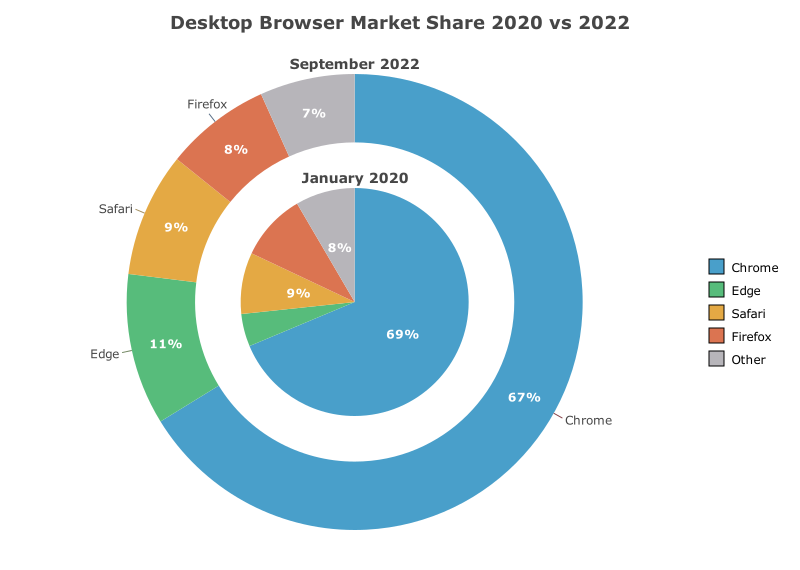 Desktop Browser Market Share 2020 vs 2022
September 2022
Firefox
7%
8%
January 2020
Safari
9%
8%
9%
69%
Edge
11%
67%
Chrome
Chrome
Edge
Safari
Firefox
Other